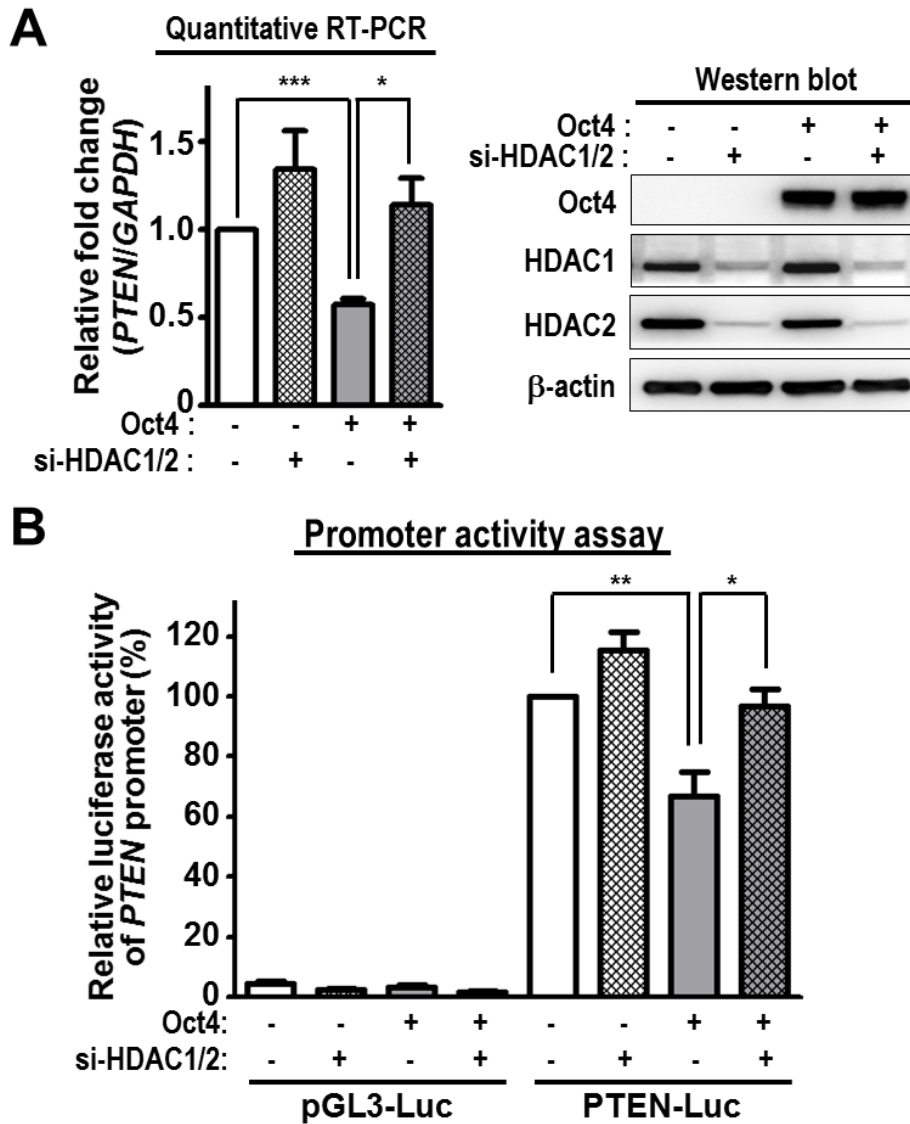 A
Quantitative RT-PCR
Relative fold change
(PTEN/GAPDH)
1.5
1.0
0.5
0
***
*
Oct4 : - - + +
si-HDAC1/2 : - + - +
Western blot
Oct4 : - - + +
si-HDAC1/2 : - + - +
Oct4
HDAC1
HDAC2
β-actin
B
Promoter activity assay
Relative luciferase activity
of PTEN promoter (%)
120
100
80
60
40
20
0
**
*
Oct4: - - + + - - + +
si-HDAC1/2: - + - + - + - +
pGL3-Luc PTEN-Luc